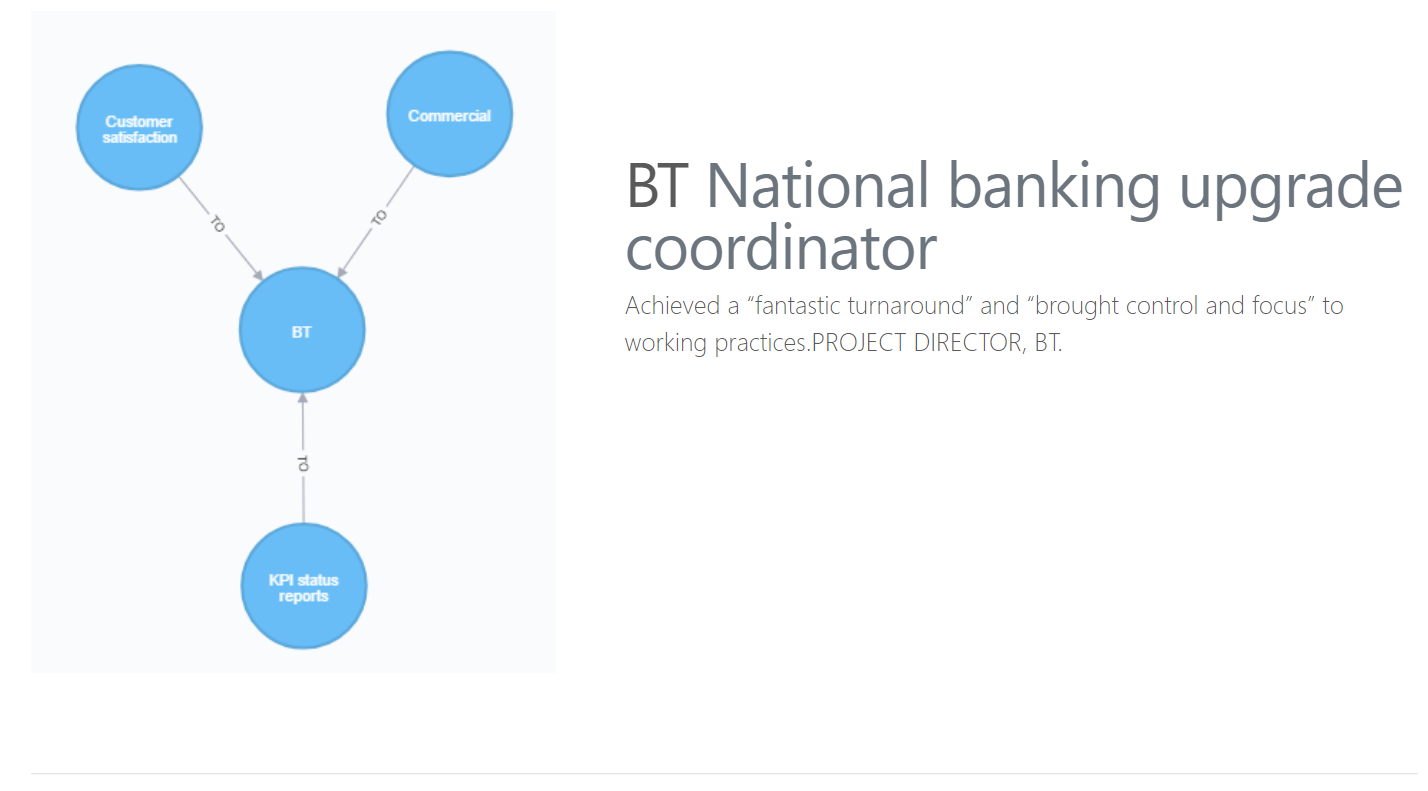 Customer
satisfaction
Commercial
TO
TO
BT
TO
KPI status
reports
BT National banking upgrade
coordinator
Achieved a “fantastic turnaround” and “brought control and focus” to
working practices.PROJECT DIRECTOR, BT.